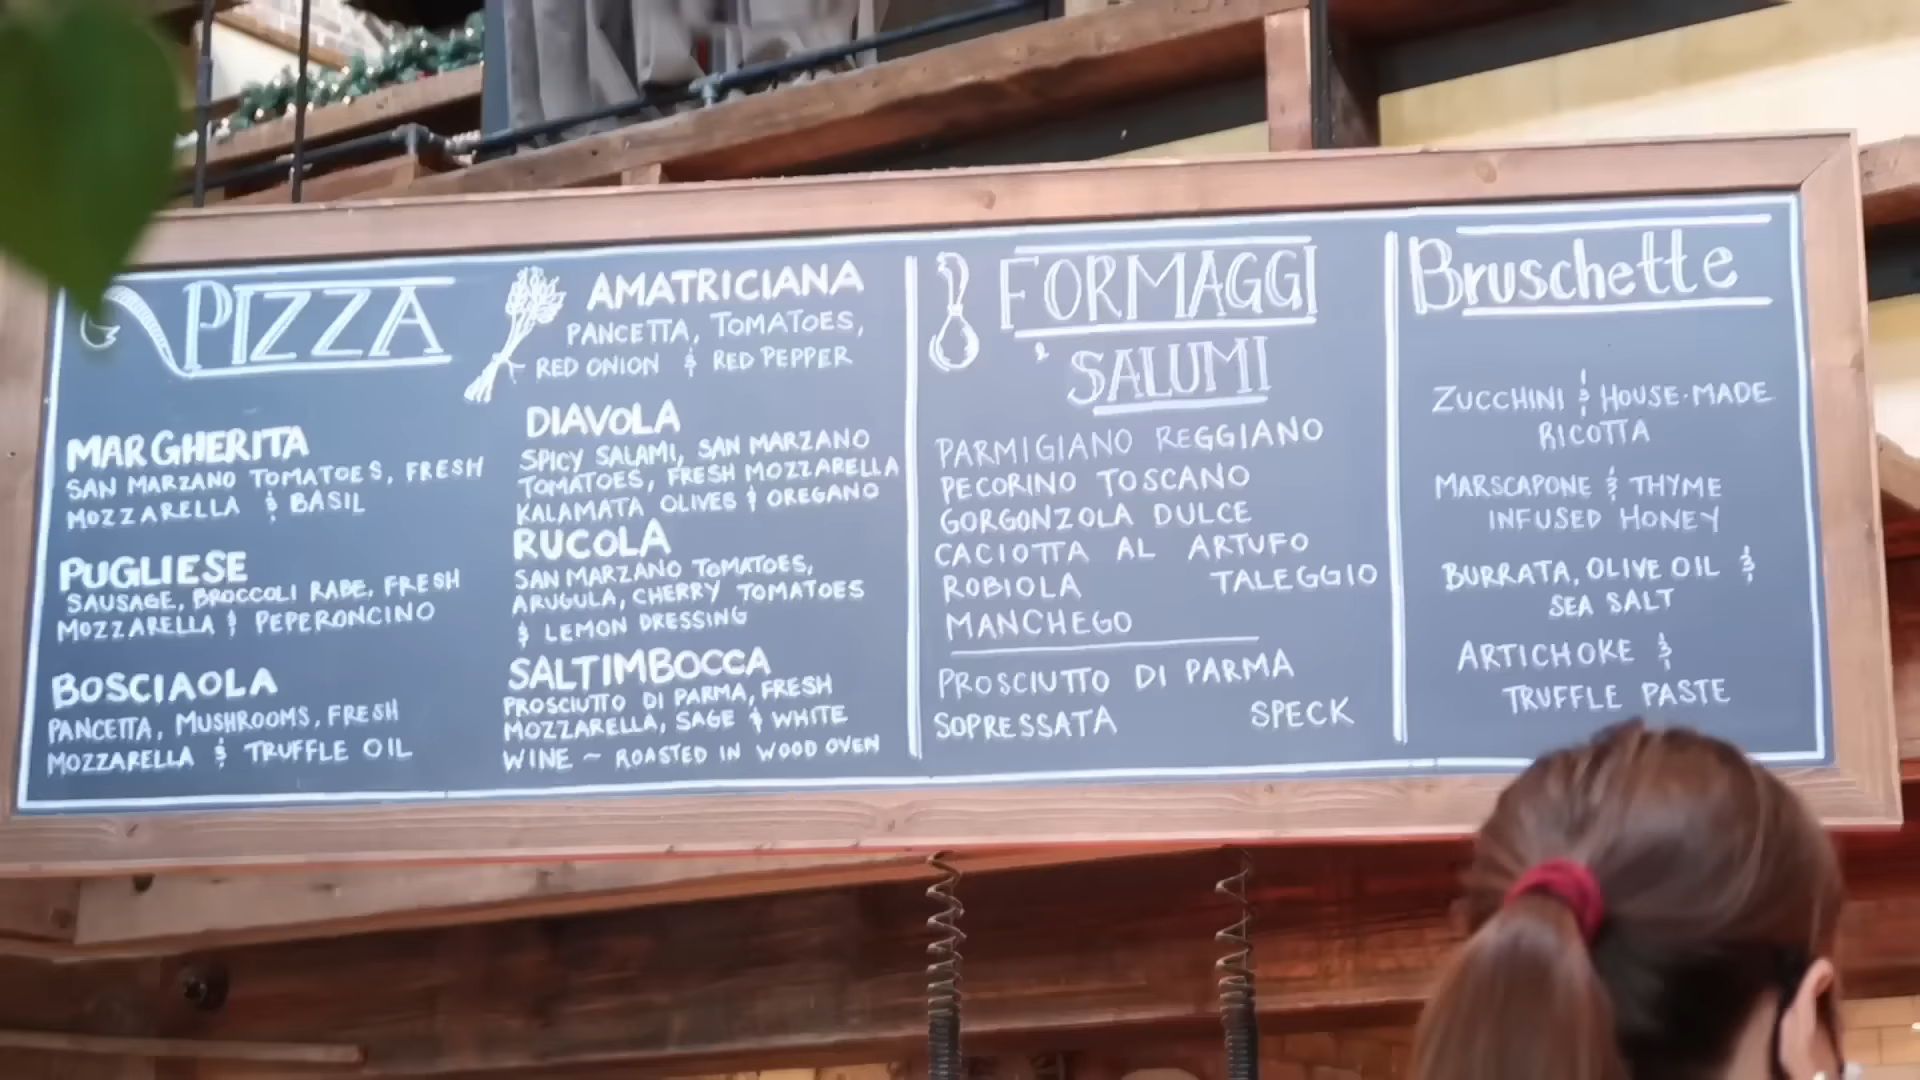 PIZZA
MARGHERITA
SAN MARZANO TOMATOES, FRESH
MOZZARELLA & BASIL
PUGLIESE
SAUSAGE, BROCCOLI RABE, FRESH
MOZZARELLA & PEPERONCINO
BOSCIAOLA
PANCETTA, MUSHROOMS, FRESH
MOZZARELLA & TRUFFLE OIL
AMATRICIANA
PANCETTA, TOMATOES,
RED ONION & RED PEPPER
DIAVOLA
SPICY SALAMI, SAN MARZANO
TOMATOES, FRESH MOZZARELLA
KALAMATA OLIVES & OREGANO
RUCOLA
SAN MARZANO TOMATOES,
ARUGULA, CHERRY TOMATOES
& LEMON DRESSING
SALTIMBOCCA
PROSCIUTTO DI PARMA, FRESH
MOZZARELLA, SAGE & WHITE
WINE ~ ROASTED IN WOOD OVEN
FORMAGGI
& SALUMI
PARMIGIANO REGGIANO
PECORINO TOSCANO
GORGONZOLA DULCE
CACIOTTA AL ARTUFO
ROBIOLA TALEGGIO
MANCHEGO
PROSCIUTTO DI PARMA
SOPRESSATA SPECK
Bruschette
ZUCCHINI & HOUSE-MADE
RICOTTA
MARSCAPONE & THYME
INFUSED HONEY
BURRATA, OLIVE OIL &
SEA SALT
ARTICHOKE &
TRUFFLE PASTE